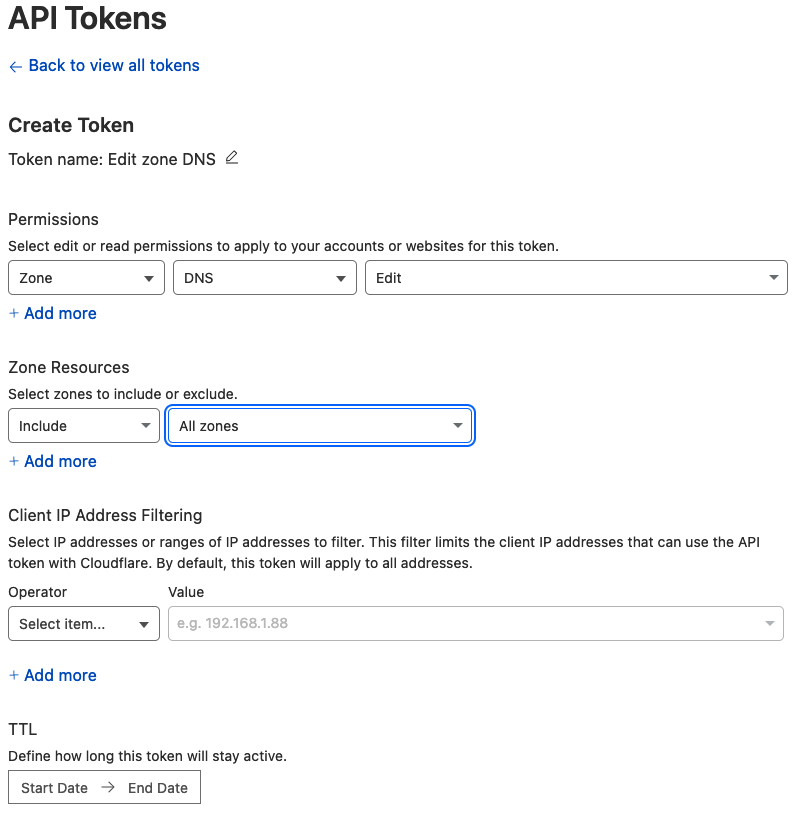 API Tokens
← Back to view all tokens
Create Token
Token name: Edit zone DNS
Permissions
Select edit or read permissions to apply to your accounts or websites for this token.
Zone DNS Edit
+ Add more
Zone Resources
Select zones to include or exclude.
Include All zones
+ Add more
Client IP Address Filtering
Select IP addresses or ranges of IP addresses to filter. This filter limits the client IP addresses that can use the API
token with Cloudflare. By default, this token will apply to all addresses.
Operator Value
Select item... e.g. 192.168.1.88
+ Add more
TTL
Define how long this token will stay active.
Start Date → End Date